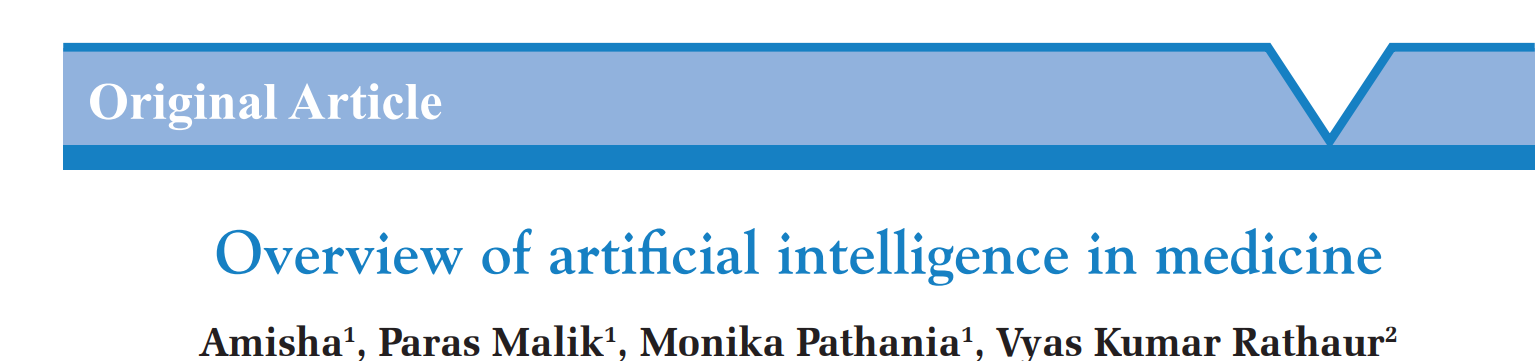 Original Article
Overview of artificial intelligence in medicine
Amisha¹, Paras Malik¹, Monika Pathania¹, Vyas Kumar Rathaur²